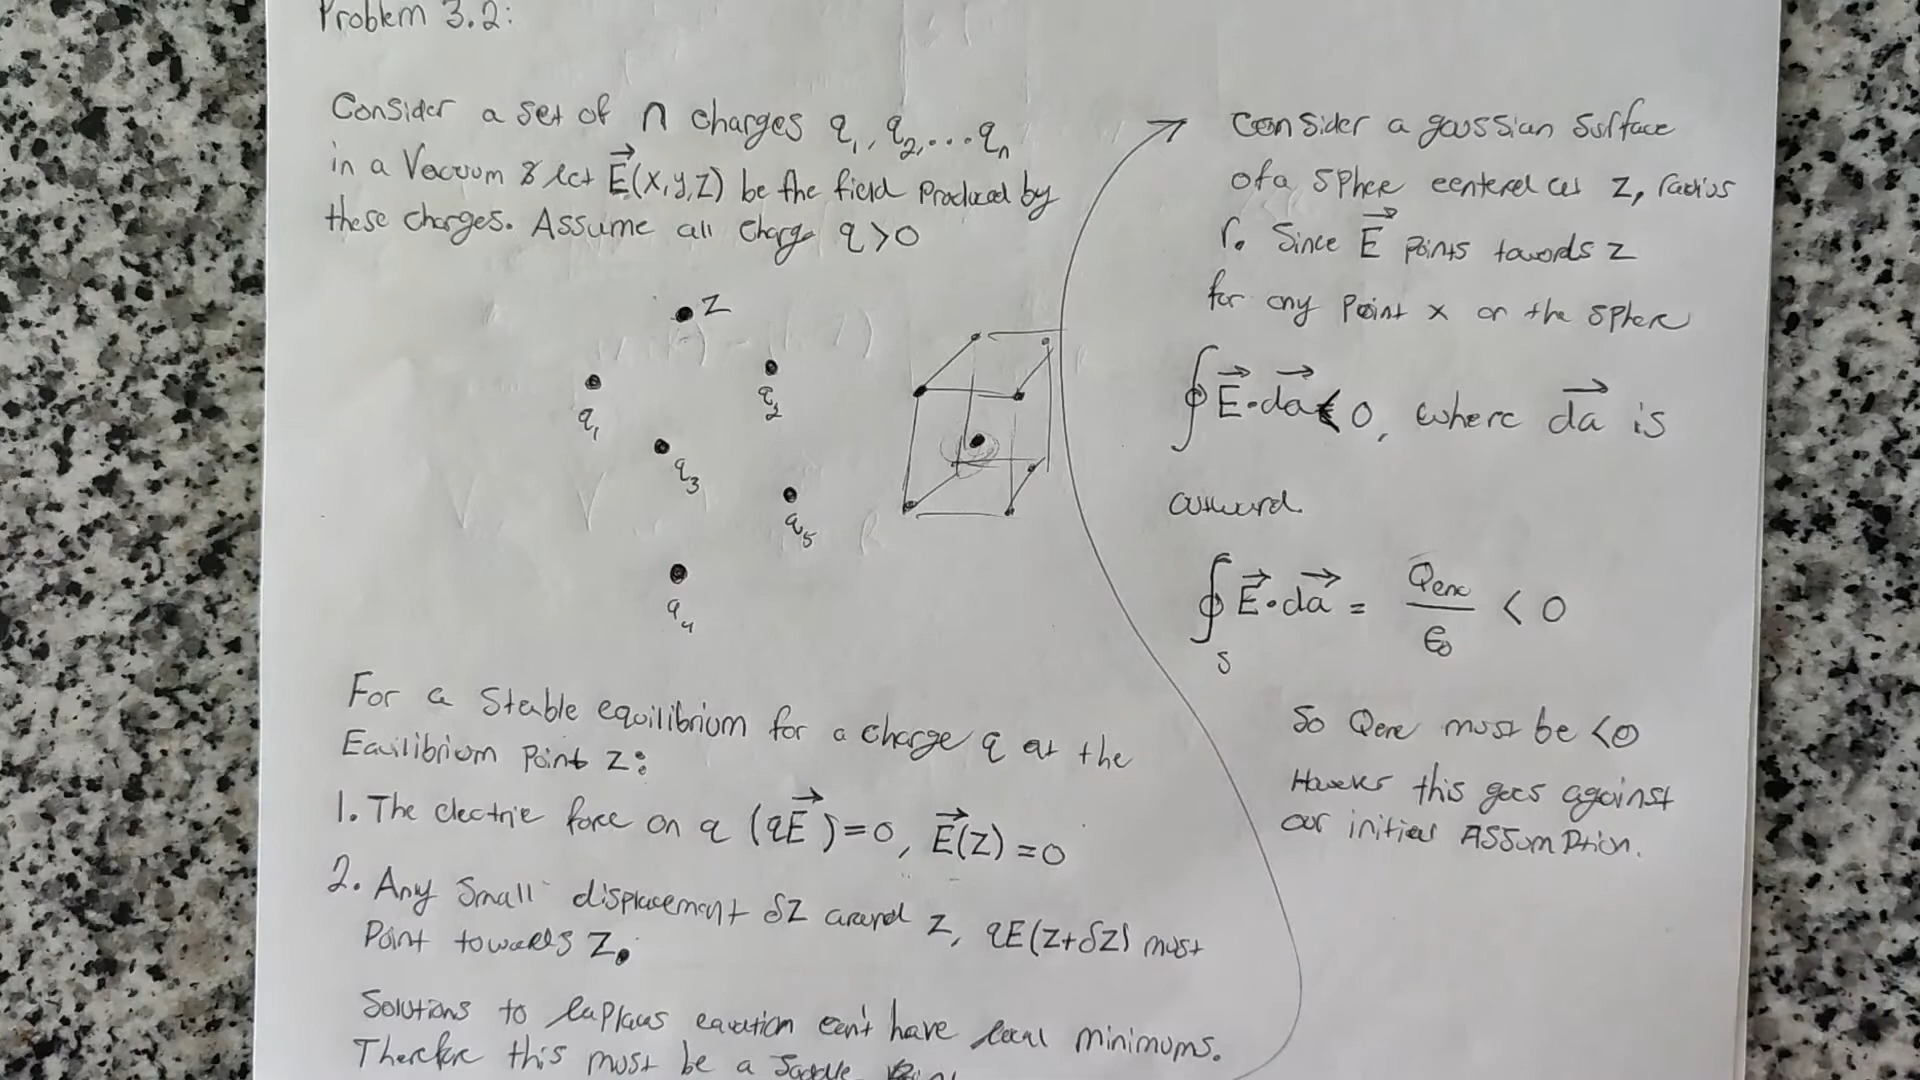 Problem 3.2:
Consider a set of n charges q₁, q₂, ... qₙ
in a Vacuum & let E⃗(x,y,z) be the field produced by
these charges. Assume all charge q > 0
z
q₁
q₂
q₃
q₅
q₄
For a Stable equilibrium for a charge q at the
Equilibrium Point z:
1. The electric force on q (qE⃗) = 0, E⃗(z) = 0
2. Any Small displacement δz around z, qE(z+δz) must
Point towards z.
Solutions to Laplaces equation can't have local minimums.
Therefore this must be a Saddle
Consider a gaussian Surface
of a Sphere centered at z, radius
r. Since E⃗ points towards z
for any Point x on the sphere
∮ E⃗ · da⃗ < 0, where da⃗ is
outward.
∮ₛ E⃗ · da⃗ = Qenc / ε₀ < 0
So Qenc must be < 0
However this goes against
our initial Assumption.